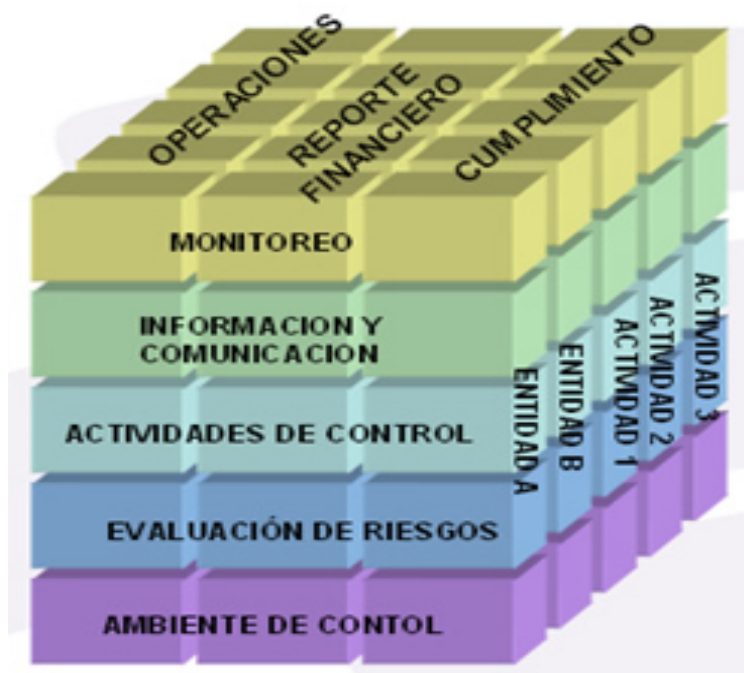 OPERACIONES
REPORTE
FINANCIERO
CUMPLIMIENTO
MONITOREO
INFORMACION Y
COMUNICACION
ACTIVIDADES DE CONTROL
EVALUACIÓN DE RIESGOS
AMBIENTE DE CONTOL
ENTIDAD A
ENTIDAD B
ACTIVIDAD 1
ACTIVIDAD 2
ACTIVIDAD 3